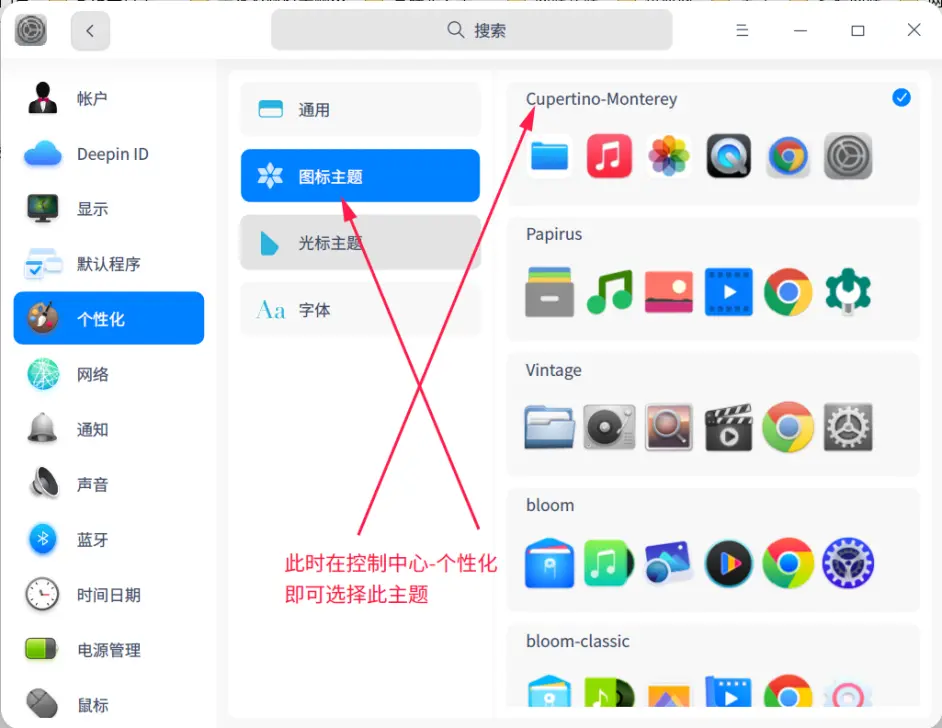 搜索
帐户
Deepin ID
显示
默认程序
个性化
网络
通知
声音
蓝牙
时间日期
电源管理
鼠标
通用
图标主题
光标主题
Aa 字体
Cupertino-Monterey
Papirus
Vintage
bloom
bloom-classic
此时在控制中心-个性化
即可选择此主题